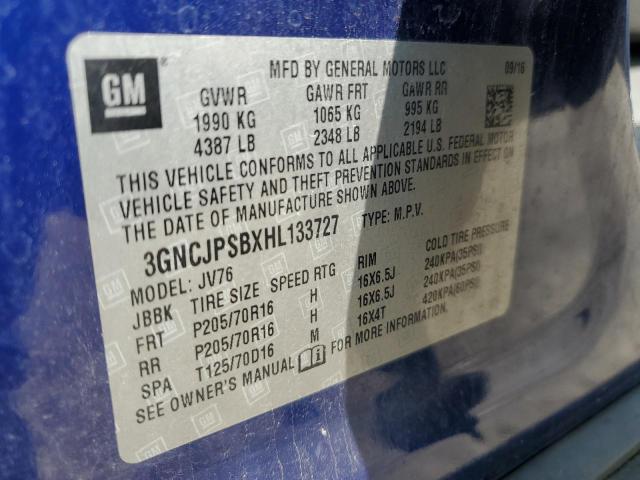 GM
MFD BY GENERAL MOTORS LLC 09/16
GVWR GAWR FRT GAWR RR
1990 KG 1065 KG 995 KG
4387 LB 2348 LB 2194 LB
THIS VEHICLE CONFORMS TO ALL APPLICABLE U.S. FEDERAL MOTOR
VEHICLE SAFETY AND THEFT PREVENTION STANDARDS IN EFFECT ON
THE DATE OF MANUFACTURE SHOWN ABOVE.
3GNCJPSBXHL133727 TYPE: M.P.V.
MODEL: JV76
JBBK TIRE SIZE SPEED RTG RIM COLD TIRE PRESSURE
FRT P205/70R16 H 16X6.5J 240KPA(35PSI)
RR P205/70R16 H 16X6.5J 240KPA(35PSI)
SPA T125/70D16 M 16X4T 420KPA(60PSI)
SEE OWNER'S MANUAL FOR MORE INFORMATION.